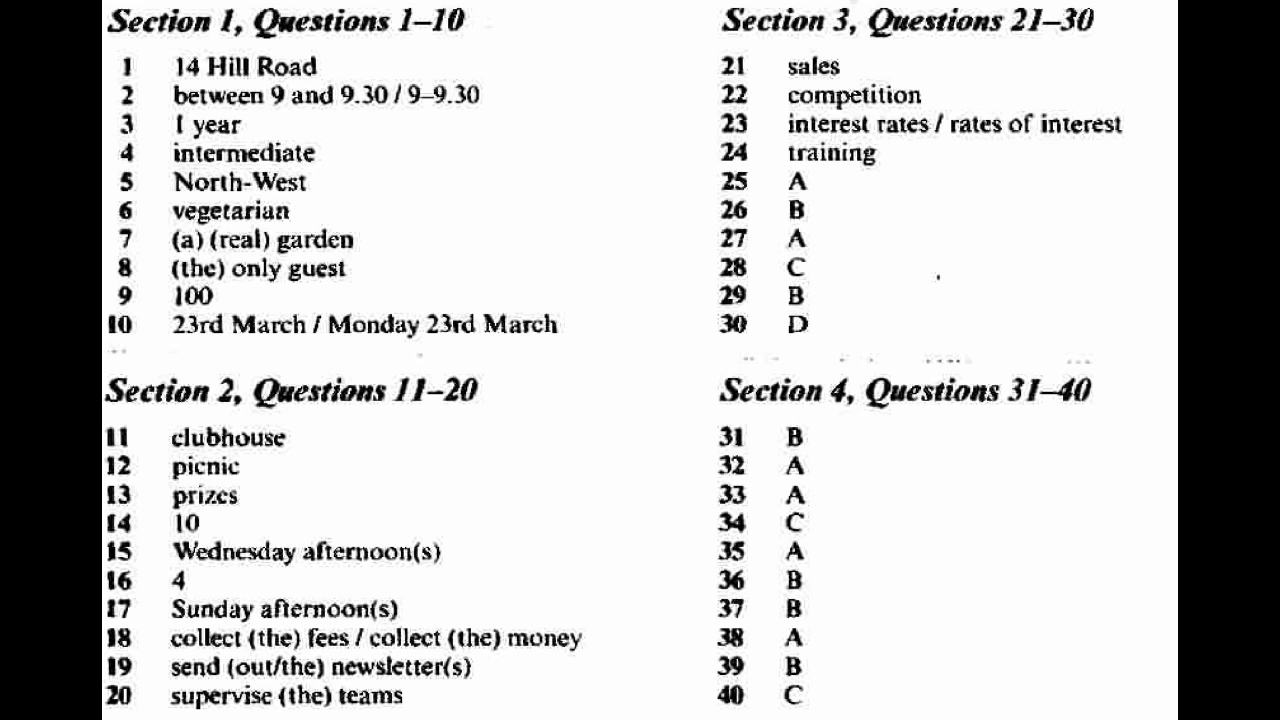 Section 1, Questions 1–10
1 14 Hill Road
2 between 9 and 9.30 / 9–9.30
3 1 year
4 intermediate
5 North-West
6 vegetarian
7 (a) (real) garden
8 (the) only guest
9 100
10 23rd March / Monday 23rd March
Section 2, Questions 11–20
11 clubhouse
12 picnic
13 prizes
14 10
15 Wednesday afternoon(s)
16 4
17 Sunday afternoon(s)
18 collect (the) fees / collect (the) money
19 send (out/the) newsletter(s)
20 supervise (the) teams
Section 3, Questions 21–30
21 sales
22 competition
23 interest rates / rates of interest
24 training
25 A
26 B
27 A
28 C
29 B
30 D
Section 4, Questions 31–40
31 B
32 A
33 A
34 C
35 A
36 B
37 B
38 A
39 B
40 C